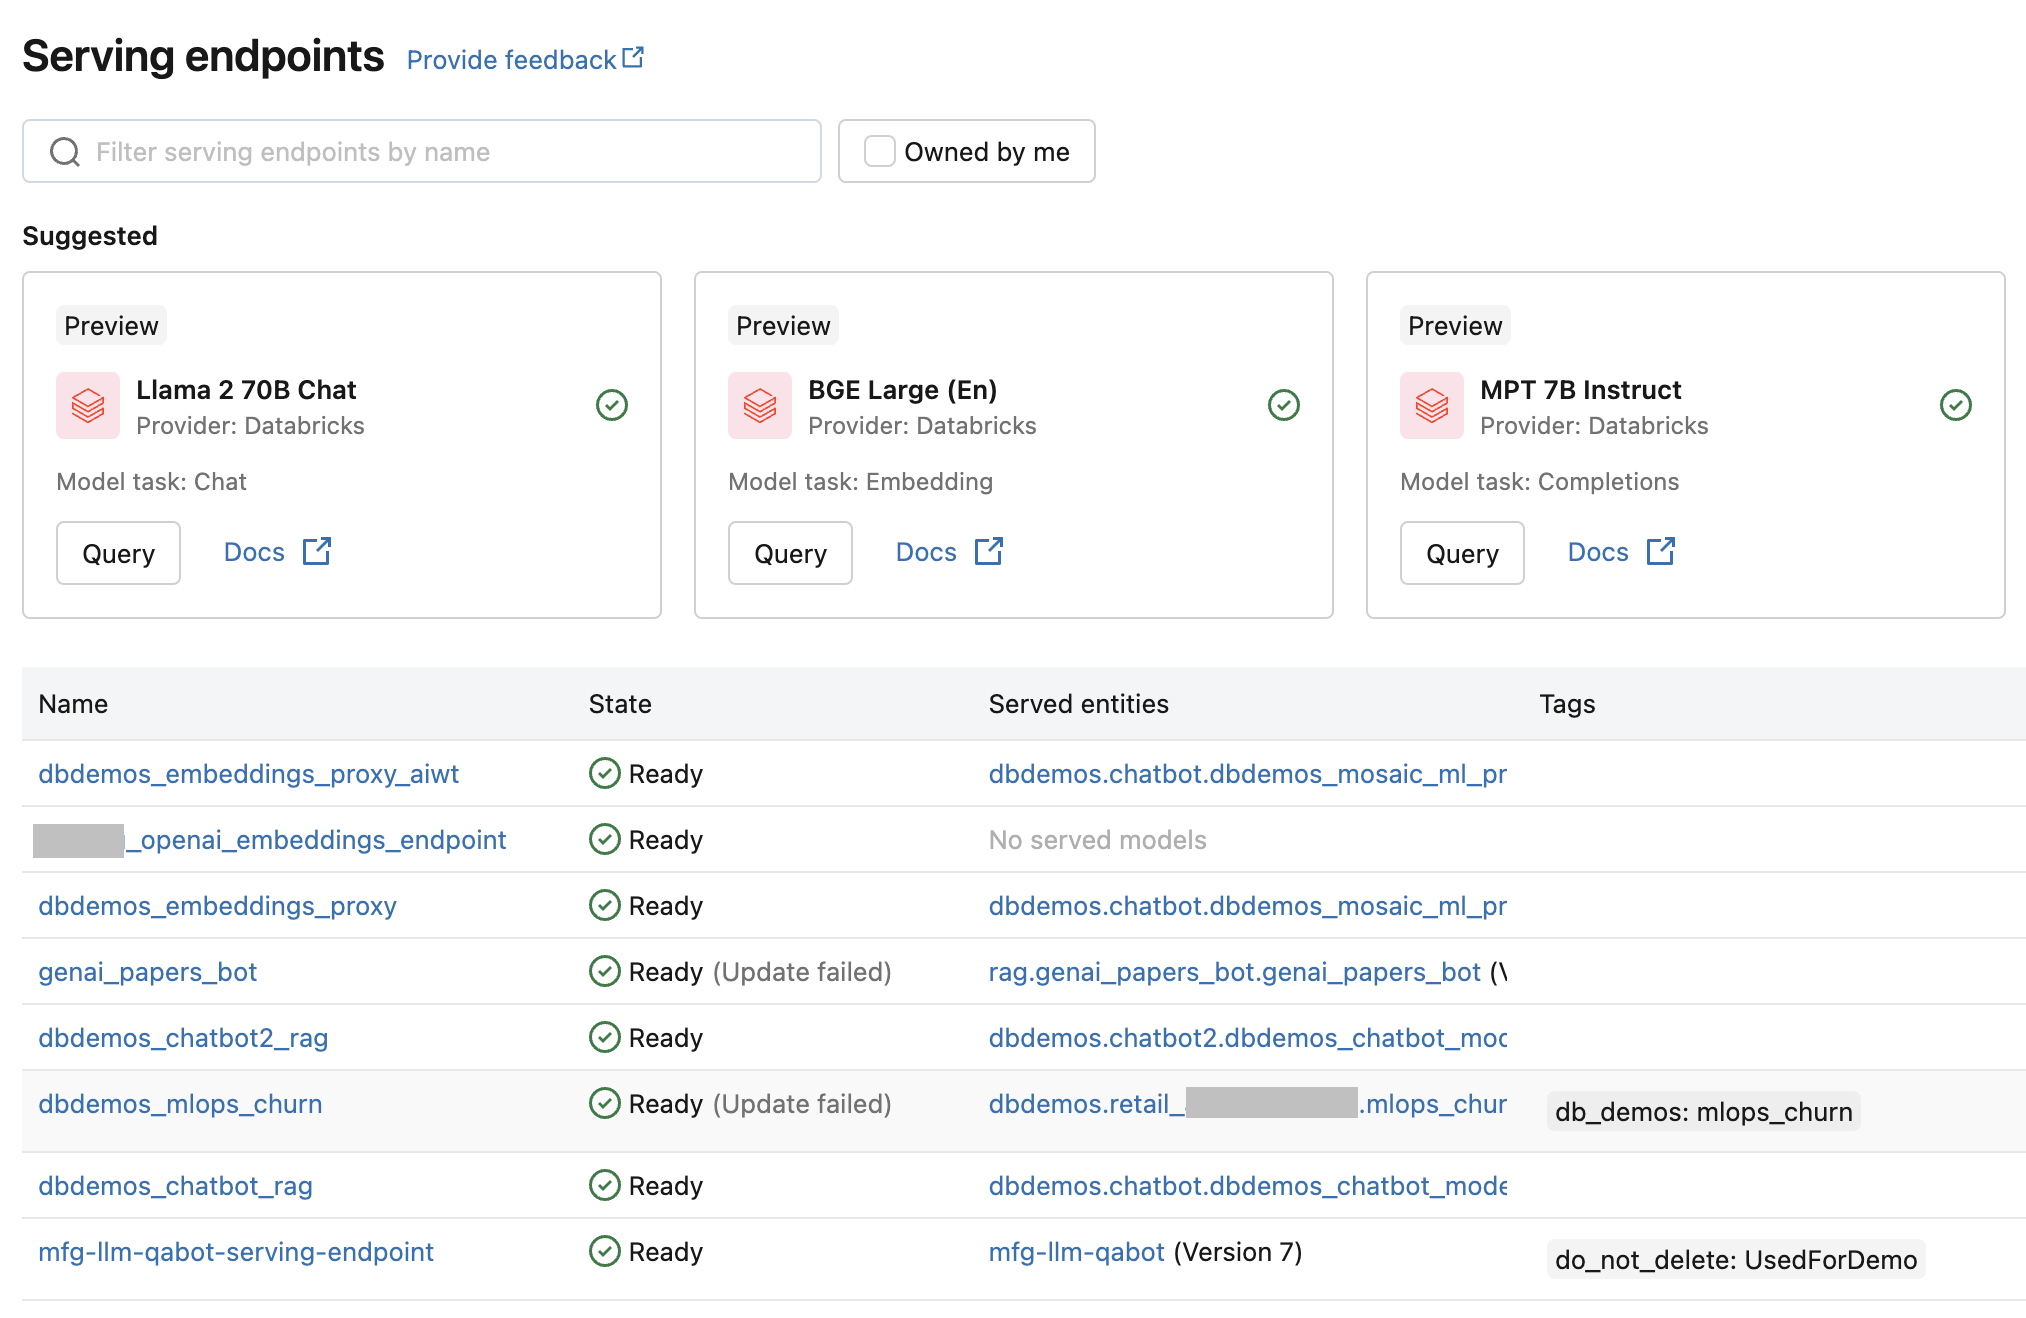 Serving endpoints Provide feedback
Filter serving endpoints by name
Owned by me
Suggested
Preview
Llama 2 70B Chat
Provider: Databricks
Model task: Chat
Query Docs
Preview
BGE Large (En)
Provider: Databricks
Model task: Embedding
Query Docs
Preview
MPT 7B Instruct
Provider: Databricks
Model task: Completions
Query Docs
Name State Served entities Tags
dbdemos_embeddings_proxy_aiwt Ready dbdemos.chatbot.dbdemos_mosaic_ml_pr
_openai_embeddings_endpoint Ready No served models
dbdemos_embeddings_proxy Ready dbdemos.chatbot.dbdemos_mosaic_ml_pr
genai_papers_bot Ready (Update failed) rag.genai_papers_bot.genai_papers_bot (
dbdemos_chatbot2_rag Ready dbdemos.chatbot2.dbdemos_chatbot_mod
dbdemos_mlops_churn Ready (Update failed) dbdemos.retail_ .mlops_chur db_demos: mlops_churn
dbdemos_chatbot_rag Ready dbdemos.chatbot.dbdemos_chatbot_mode
mfg-llm-qabot-serving-endpoint Ready mfg-llm-qabot (Version 7) do_not_delete: UsedForDemo